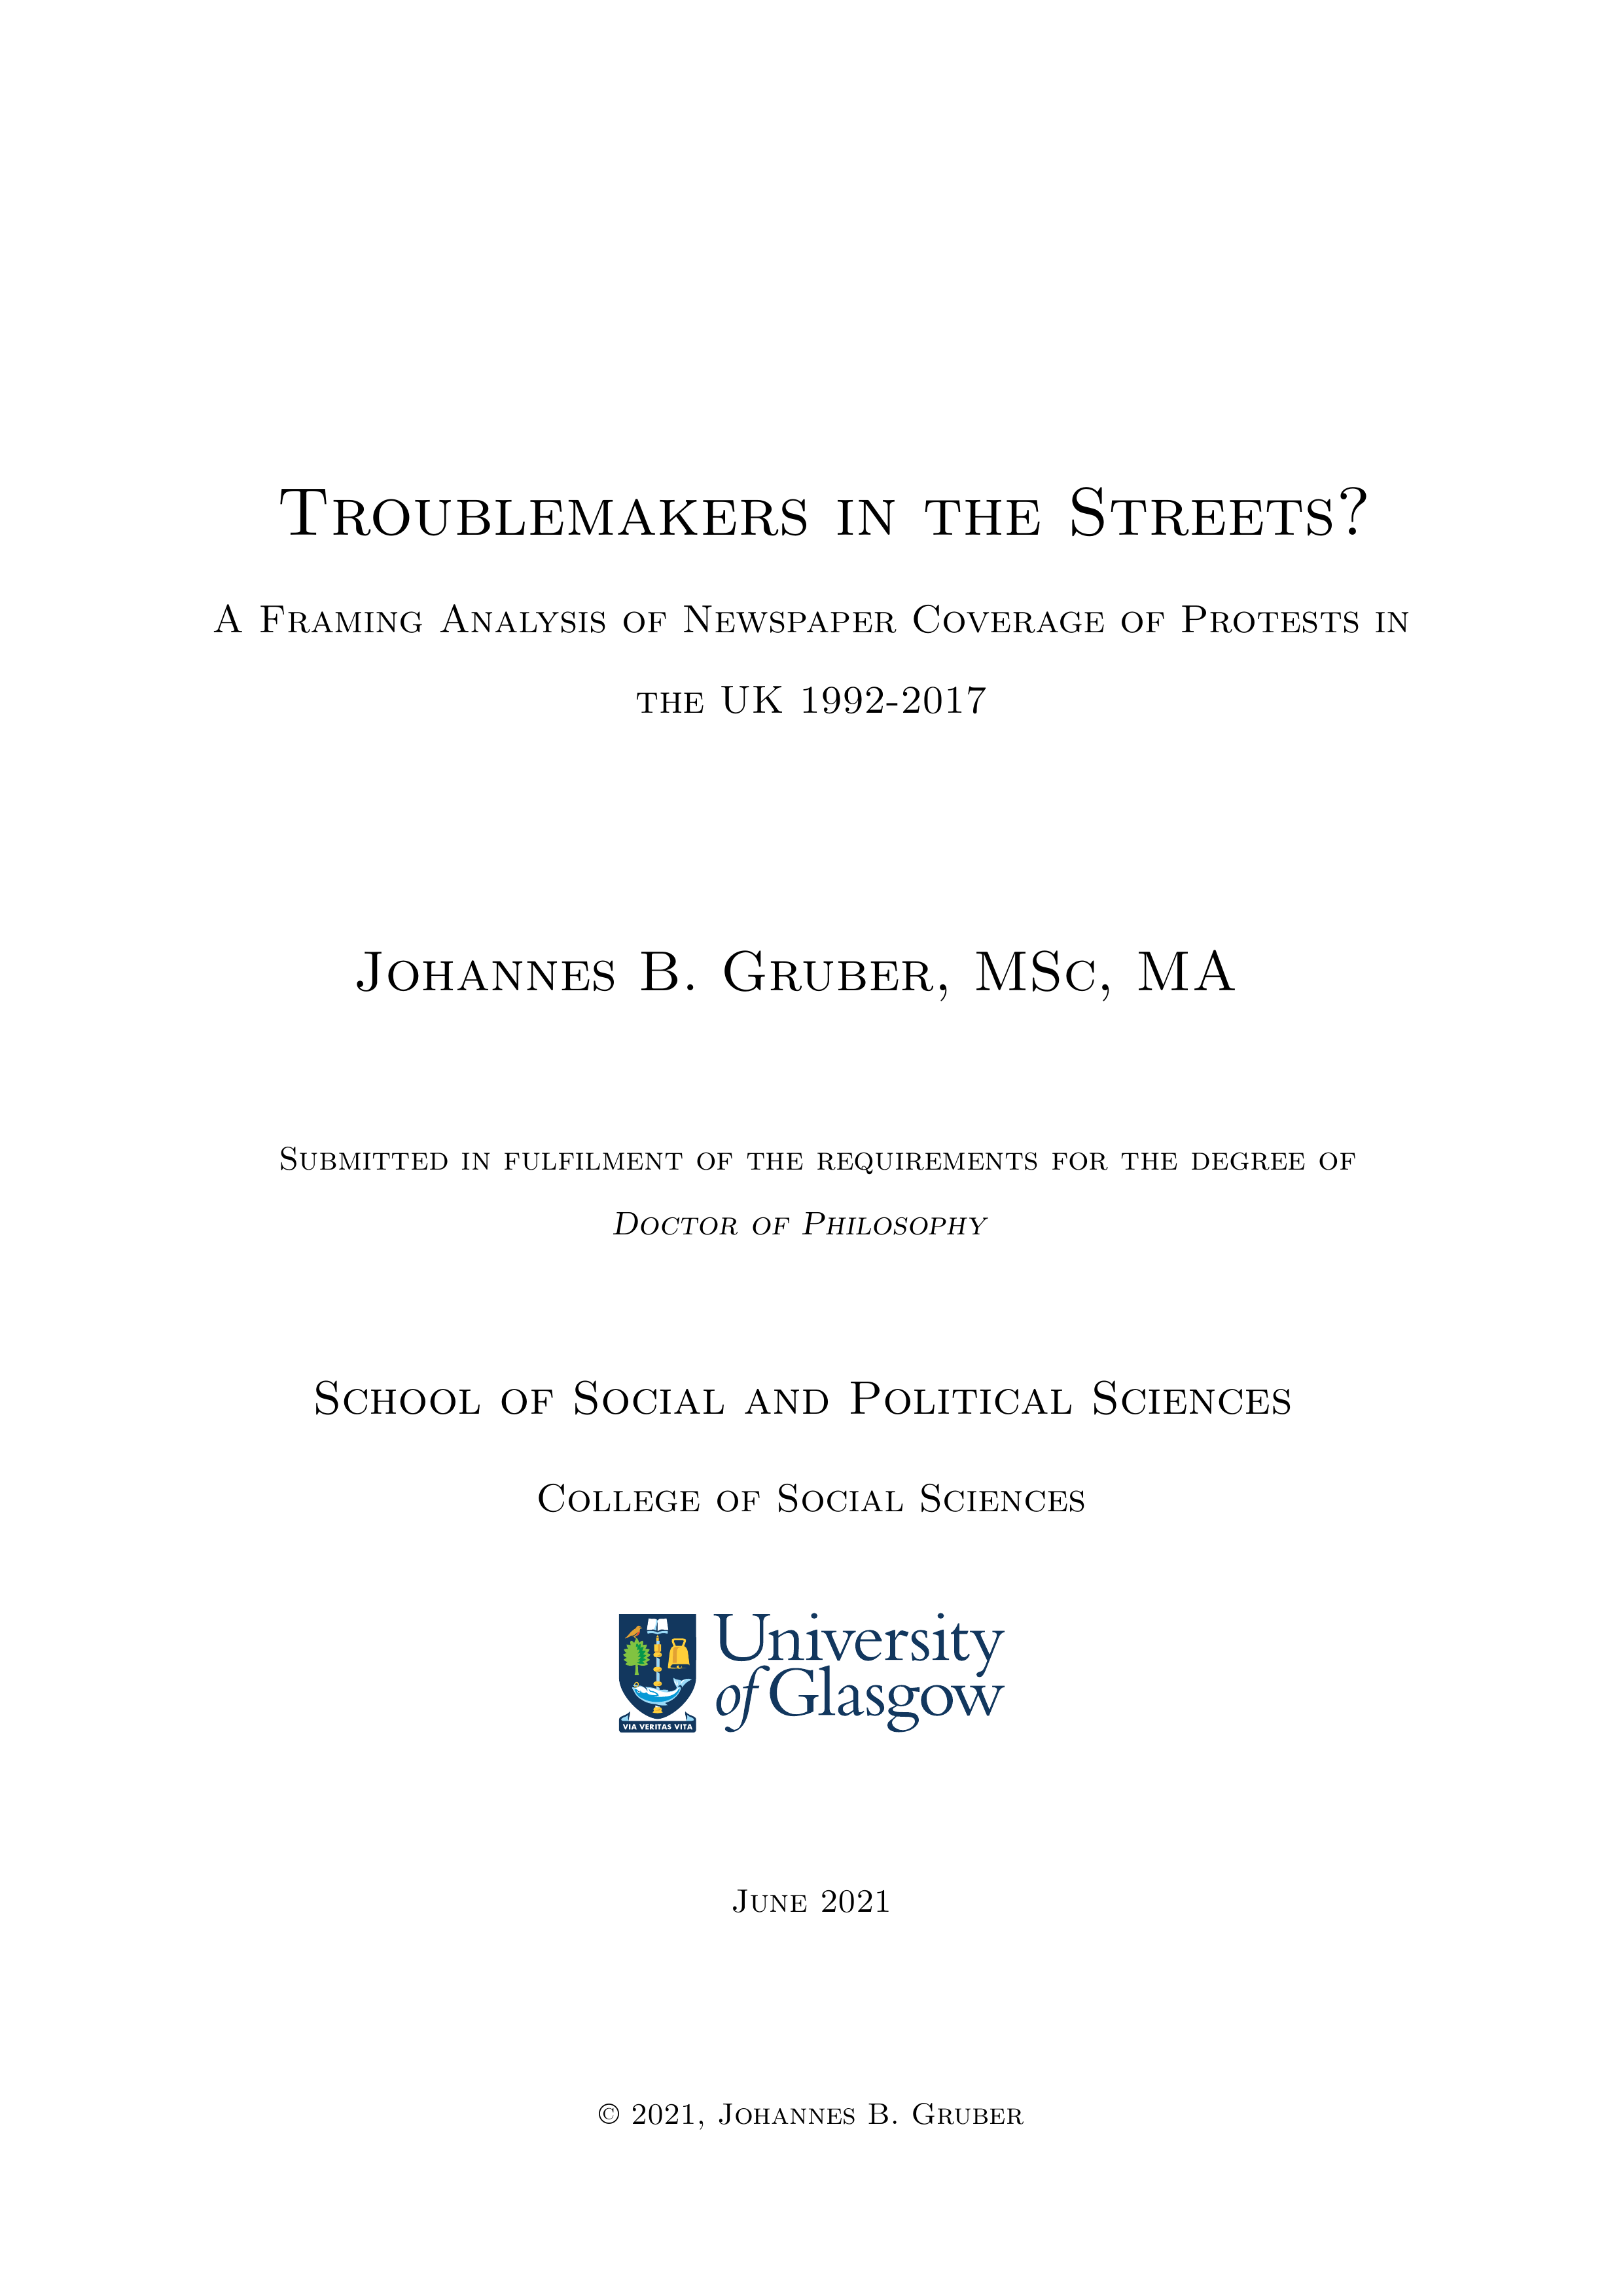 Troublemakers in the Streets?
A Framing Analysis of Newspaper Coverage of Protests in
the UK 1992-2017
Johannes B. Gruber, MSc, MA
Submitted in fulfilment of the requirements for the degree of
Doctor of Philosophy
School of Social and Political Sciences
College of Social Sciences
University
of Glasgow
VIA VERITAS VITA
June 2021
© 2021, Johannes B. Gruber